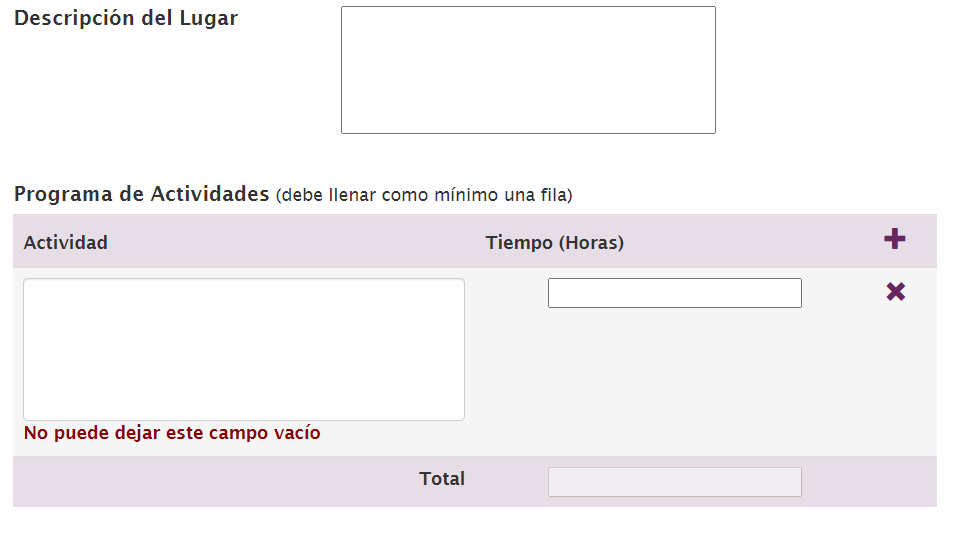 Descripción del Lugar
Programa de Actividades (debe llenar como mínimo una fila)
Actividad Tiempo (Horas)
No puede dejar este campo vacío
Total